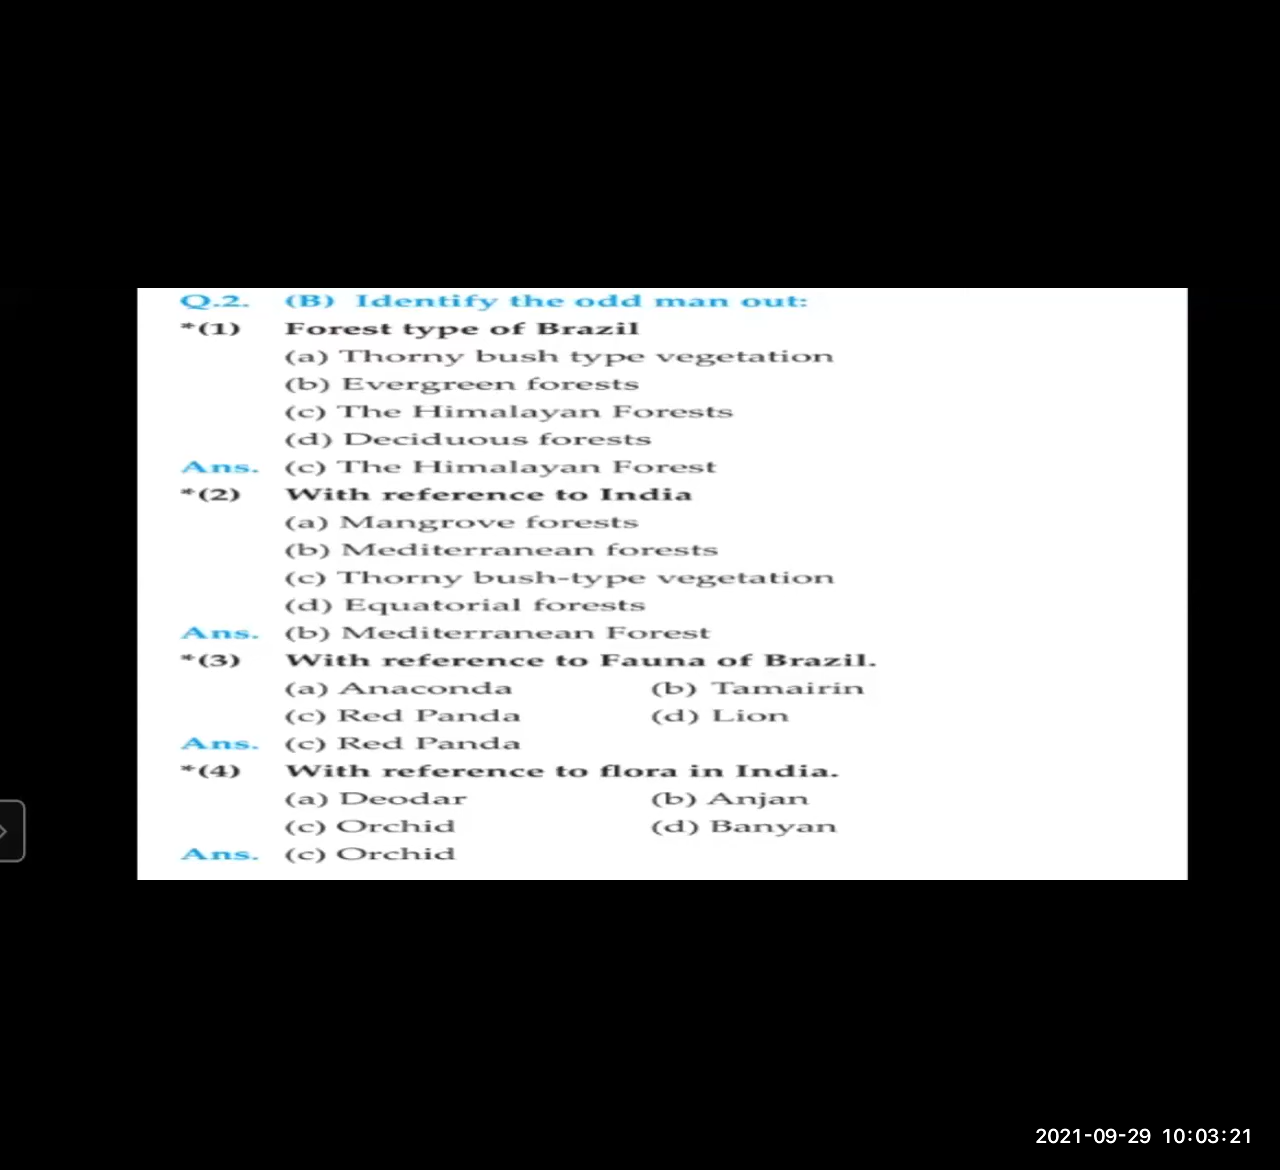 Q.2. (B) Identify the odd man out:
*(1) Forest type of Brazil
(a) Thorny bush type vegetation
(b) Evergreen forests
(c) The Himalayan Forests
(d) Deciduous forests
Ans. (c) The Himalayan Forest
*(2) With reference to India
(a) Mangrove forests
(b) Mediterranean forests
(c) Thorny bush-type vegetation
(d) Equatorial forests
Ans. (b) Mediterranean Forest
*(3) With reference to Fauna of Brazil.
(a) Anaconda (b) Tamairin
(c) Red Panda (d) Lion
Ans. (c) Red Panda
*(4) With reference to flora in India.
(a) Deodar (b) Anjan
(c) Orchid (d) Banyan
Ans. (c) Orchid
2021-09-29 10:03:21